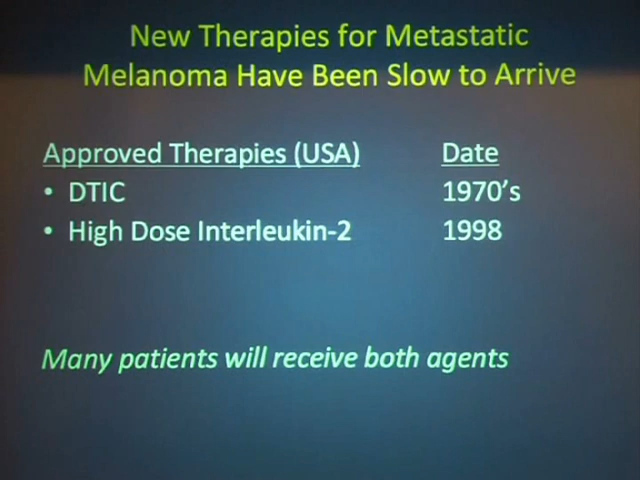 New Therapies for Metastatic
Melanoma Have Been Slow to Arrive
Approved Therapies (USA) Date
• DTIC 1970's
• High Dose Interleukin-2 1998
Many patients will receive both agents